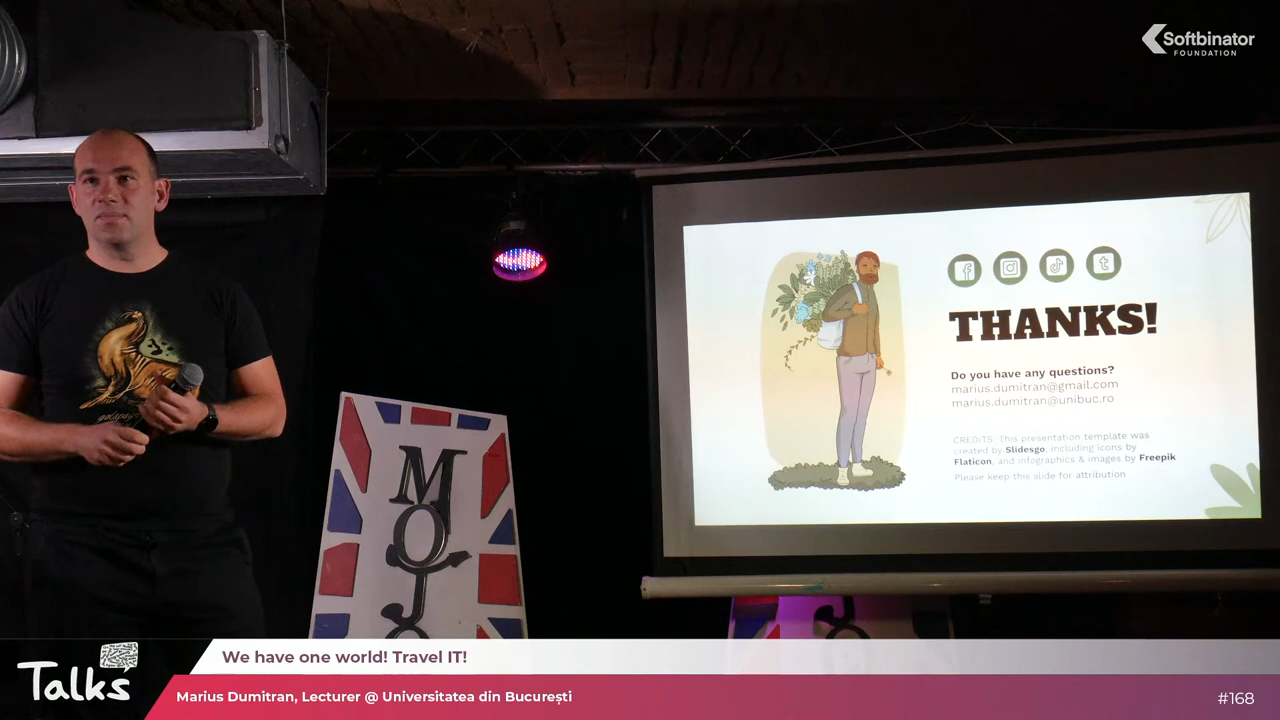 Softbinator
FOUNDATION
THANKS!
Do you have any questions?
marius.dumitran@gmail.com
marius.dumitran@unibuc.ro
CREDITS: This presentation template was
created by Slidesgo, including icons by
Flaticon, and infographics & images by Freepik
Please keep this slide for attribution
MOJO
Talks
We have one world! Travel IT!
Marius Dumitran, Lecturer @ Universitatea din București
#168